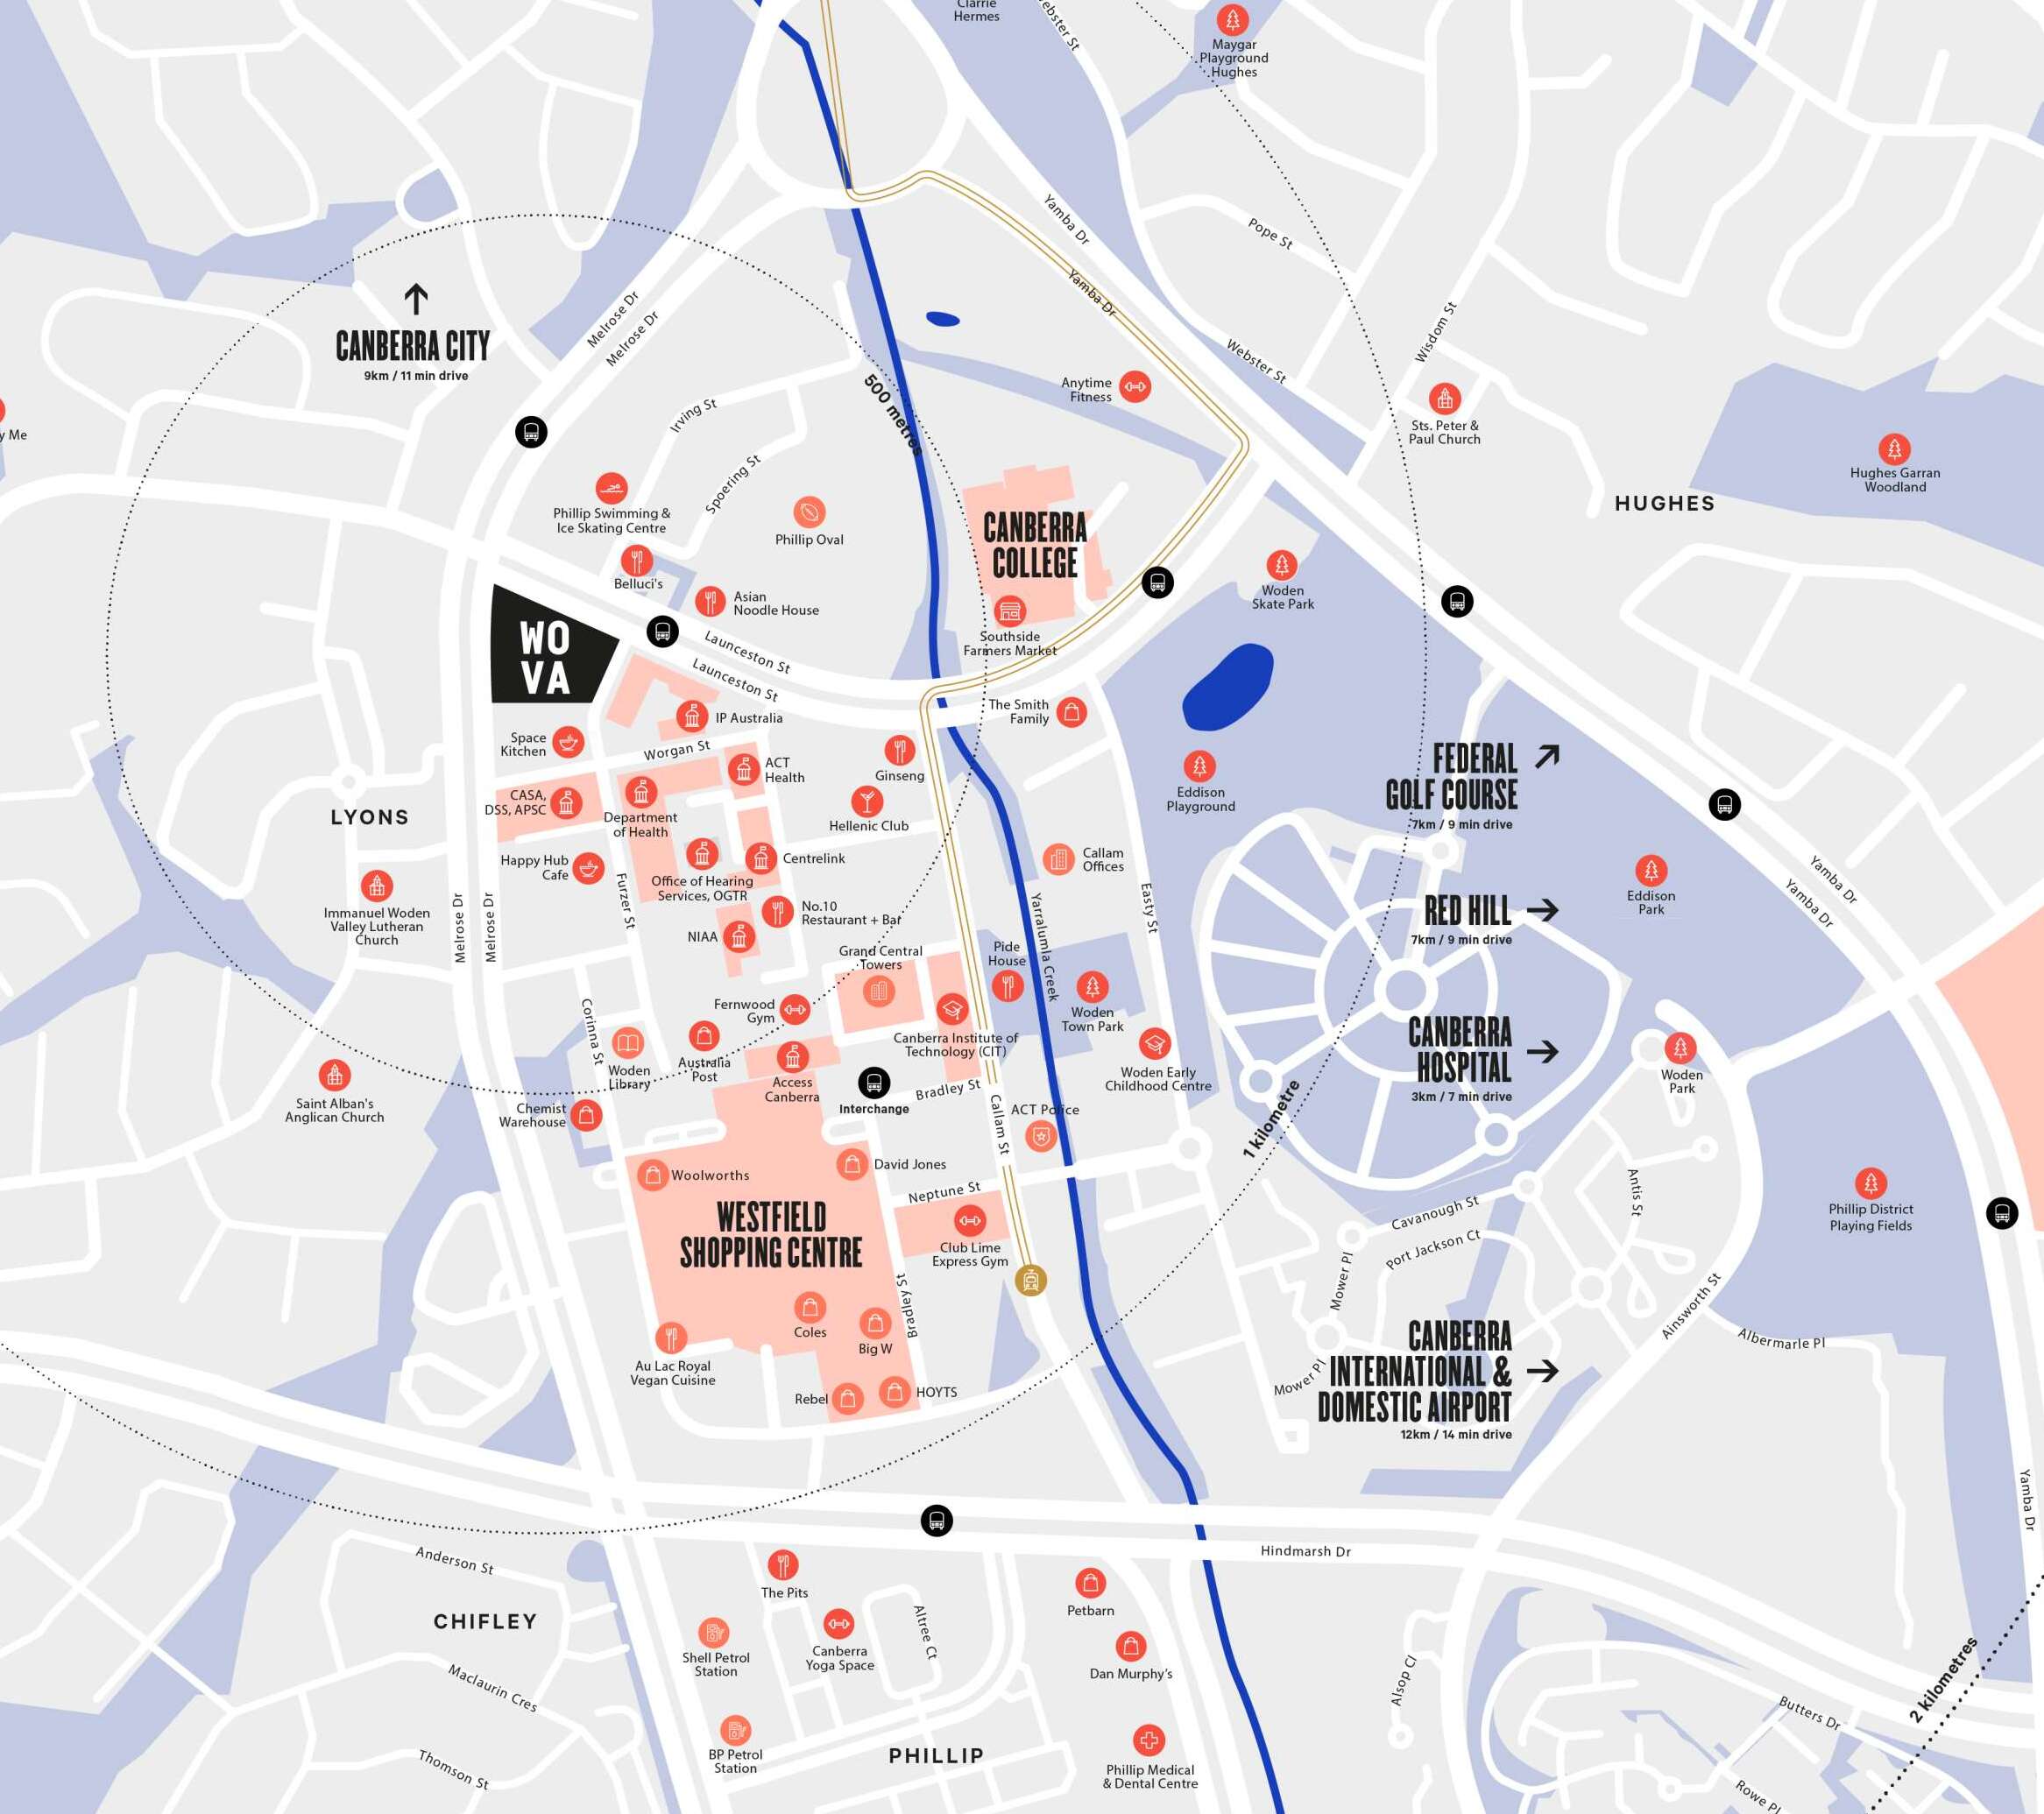 Clarrie
Hermes
Webster St
Maygar
Playground
Hughes
Yamba Dr
Pope St
Yamba Dr
CANBERRA CITY
9km / 11 min drive
Melrose Dr
Melrose Dr
Webster St
Wisdom St
500 metres
Anytime
Fitness
Irving St
Spoering St
Sts. Peter &
Paul Church
y Me
Hughes Garran
Woodland
HUGHES
Phillip Swimming &
Ice Skating Centre
Phillip Oval
CANBERRA
COLLEGE
Belluci's
Asian
Noodle House
Woden
Skate Park
WO
VA
Launceston St
Launceston St
Southside
Farmers Market
IP Australia
The Smith
Family
Space
Kitchen
Worgan St
ACT
Health
Ginseng
Eddison
Playground
FEDERAL
GOLF COURSE
7km / 9 min drive
CASA,
DSS, APSC
Department
of Health
Hellenic Club
LYONS
Happy Hub
Cafe
Office of Hearing
Services, OGTR
Centrelink
Callam
Offices
Easty St
Yamba Dr
Yamba Dr
Eddison
Park
Immanuel Woden
Valley Lutheran
Church
Melrose Dr
Melrose Dr
Furzer St
NIAA
No.10
Restaurant + Bar
Yarralumla Creek
RED HILL
7km / 9 min drive
Grand Central
Towers
Pide
House
Corinna St
Fernwood
Gym
Woden
Town Park
Canberra Institute of
Technology (CIT)
Woden Early
Childhood Centre
CANBERRA
HOSPITAL
3km / 7 min drive
Woden
Park
Woden
Library
Australia
Post
Access
Canberra
Interchange
Bradley St
Saint Alban's
Anglican Church
Chemist
Warehouse
Callam St
ACT Police
1 kilometre
Woolworths
David Jones
Neptune St
Antis St
Cavanough St
Port Jackson Ct
Phillip District
Playing Fields
WESTFIELD
SHOPPING CENTRE
Club Lime
Express Gym
Bradley St
Mower Pl
Ainsworth St
Albermarle Pl
Coles
Big W
Au Lac Royal
Vegan Cuisine
Rebel
HOYTS
Mower Pl
CANBERRA
INTERNATIONAL &
DOMESTIC AIRPORT
12km / 14 min drive
Yamba Dr
Hindmarsh Dr
Anderson St
The Pits
Petbarn
CHIFLEY
Shell Petrol
Station
Canberra
Yoga Space
Altree Ct
Dan Murphy's
Maclaurin Cres
Alsop Cl
2 kilometres
Butters Dr
BP Petrol
Station
PHILLIP
Thomson St
Phillip Medical
& Dental Centre
Rowe Pl